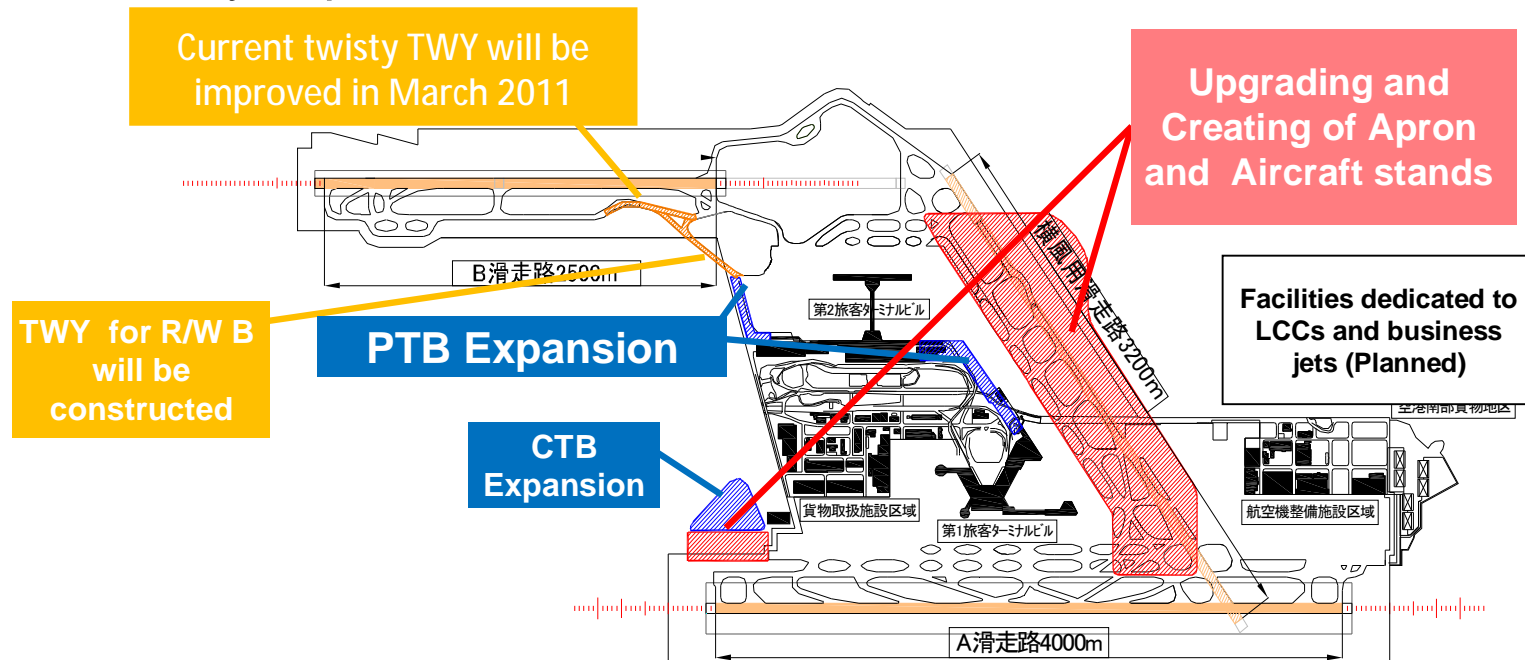 Current twisty TWY will be
improved in March 2011
Upgrading and
Creating of Apron
and Aircraft stands
横風用滑走路3200m
B滑走路2500m
第2旅客ターミナルビル
Facilities dedicated to
LCCs and business
jets (Planned)
TWY for R/W B
will be
constructed
PTB Expansion
空港南部貨物地区
CTB
Expansion
貨物取扱施設区域
第1旅客ターミナルビル
航空機整備施設区域
A滑走路4000m